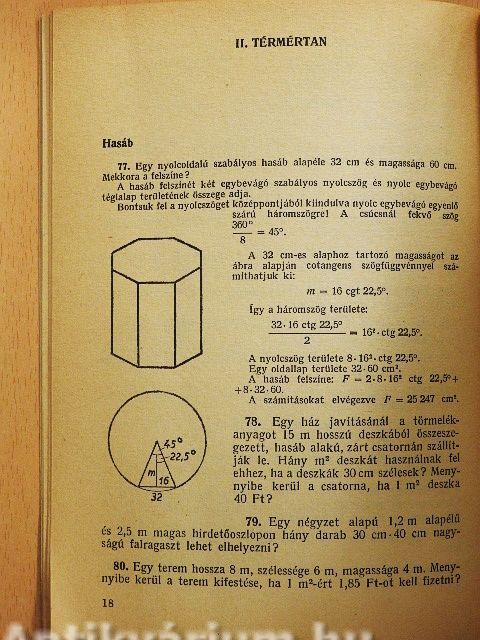 II. TÉRMÉRTAN
Hasáb
77. Egy nyolcoldalú szabályos hasáb alapéle 32 cm és magassága 60 cm.
Mekkora a felszíne?
A hasáb felszínét két egybevágó szabályos nyolcszög és nyolc egybevágó
téglalap területének összege adja.
Bontsuk fel a nyolcszöget középpontjából kiindulva nyolc egybevágó egyenlő
szárú háromszögre! A csúcsnál fekvő szög
360°
8
= 45°.
A 32 cm-es alaphoz tartozó magasságot az
ábra alapján cotangens szögfüggvénnyel szá-
míthatjuk ki:
m = 16 cgt 22,5°.
Így a háromszög területe:
32·16 ctg 22,5°
2
= 16²·ctg 22,5°.
A nyolcszög területe 8·16²·ctg 22,5°.
Egy oldallap területe 32·60 cm².
A hasáb felszíne: F = 2·8·16² ctg 22,5°+
+8·32·60.
A számításokat elvégezve F = 25 247 cm².
45°
22,5°
m
16
32
78. Egy ház javításánál a törmelék-
anyagot 15 m hosszú deszkából összesze-
gezett, hasáb alakú, zárt csatornán szállít-
ják le. Hány m² deszkát használnak fel
ehhez, ha a deszkák 30 cm szélesek? Meny-
nyibe kerül a csatorna, ha 1 m² deszka
40 Ft?
79. Egy négyzet alapú 1,2 m alapélű
és 2,5 m magas hirdetőoszlopon hány darab 30 cm·40 cm nagy-
ságú falragaszt lehet elhelyezni?
80. Egy terem hossza 8 m, szélessége 6 m, magassága 4 m. Meny-
nyibe kerül a terem kifestése, ha 1 m²-ért 1,85 Ft-ot kell fizetni?
18
Antikvárium.hu